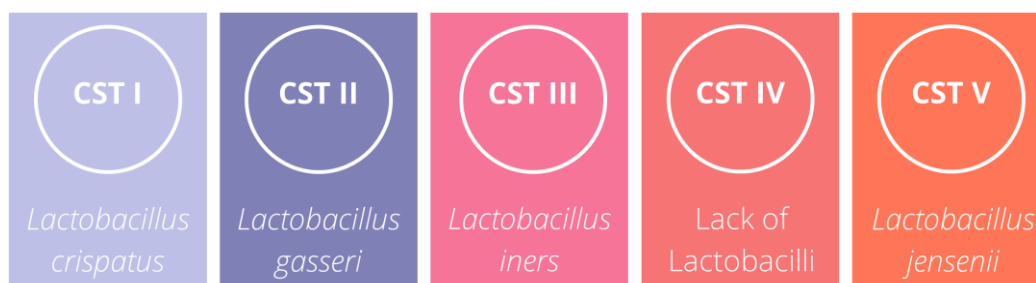 CST I
Lactobacillus
crispatus
CST II
Lactobacillus
gasseri
CST III
Lactobacillus
iners
CST IV
Lack of
Lactobacilli
CST V
Lactobacillus
jensenii